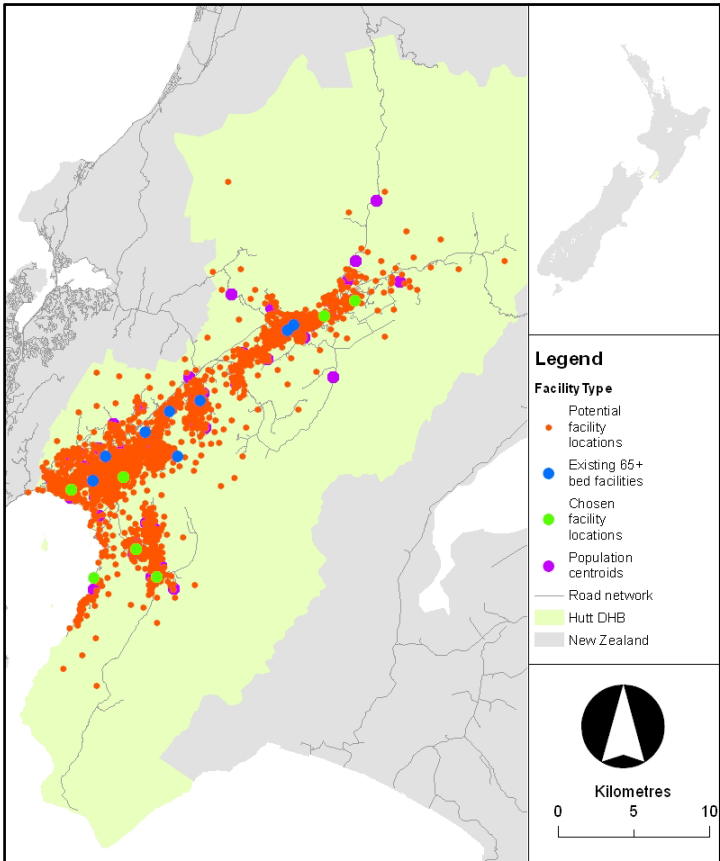 Legend
Facility Type
Potential
facility
locations
Existing 65+
bed facilities
Chosen
facility
locations
Population
centroids
Road network
Hutt DHB
New Zealand
Kilometres
0 5 10